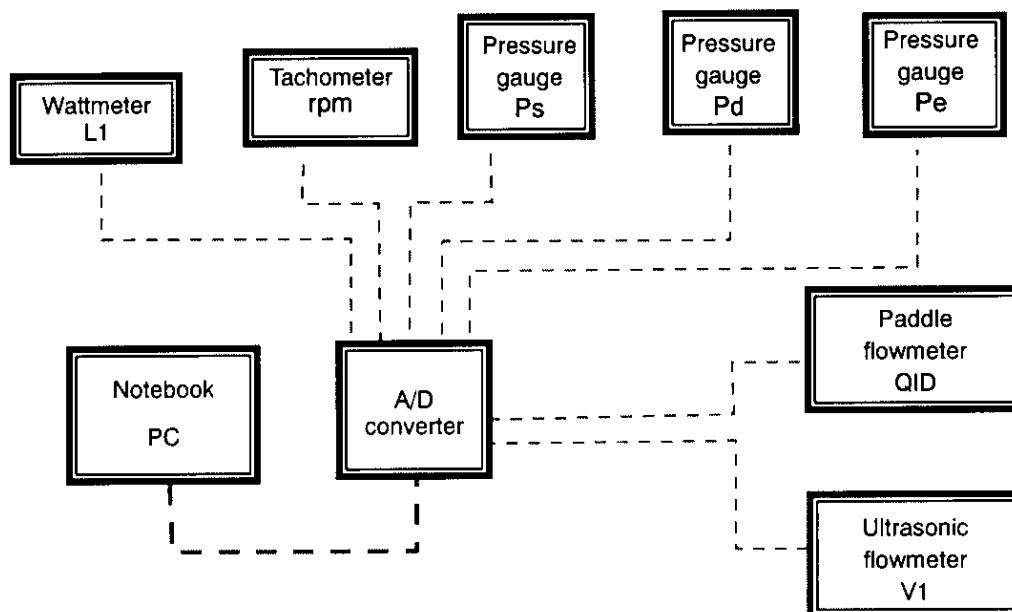 Wattmeter
L1
Tachometer
rpm
Pressure
gauge
Ps
Pressure
gauge
Pd
Pressure
gauge
Pe
Notebook
PC
A/D
converter
Paddle
flowmeter
QID
Ultrasonic
flowmeter
V1